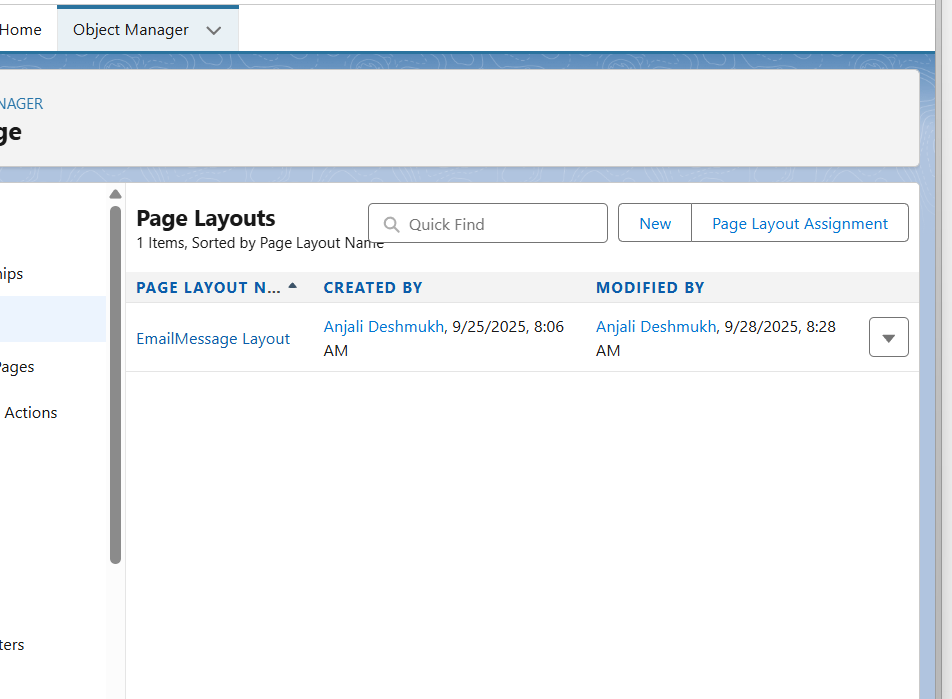 Home
Object Manager
NAGER
ge
Page Layouts
1 Items, Sorted by Page Layout Name
Quick Find
New
Page Layout Assignment
PAGE LAYOUT N...
CREATED BY
MODIFIED BY
EmailMessage Layout
Anjali Deshmukh, 9/25/2025, 8:06
AM
Anjali Deshmukh, 9/28/2025, 8:28
AM
hips
Pages
Actions
ters